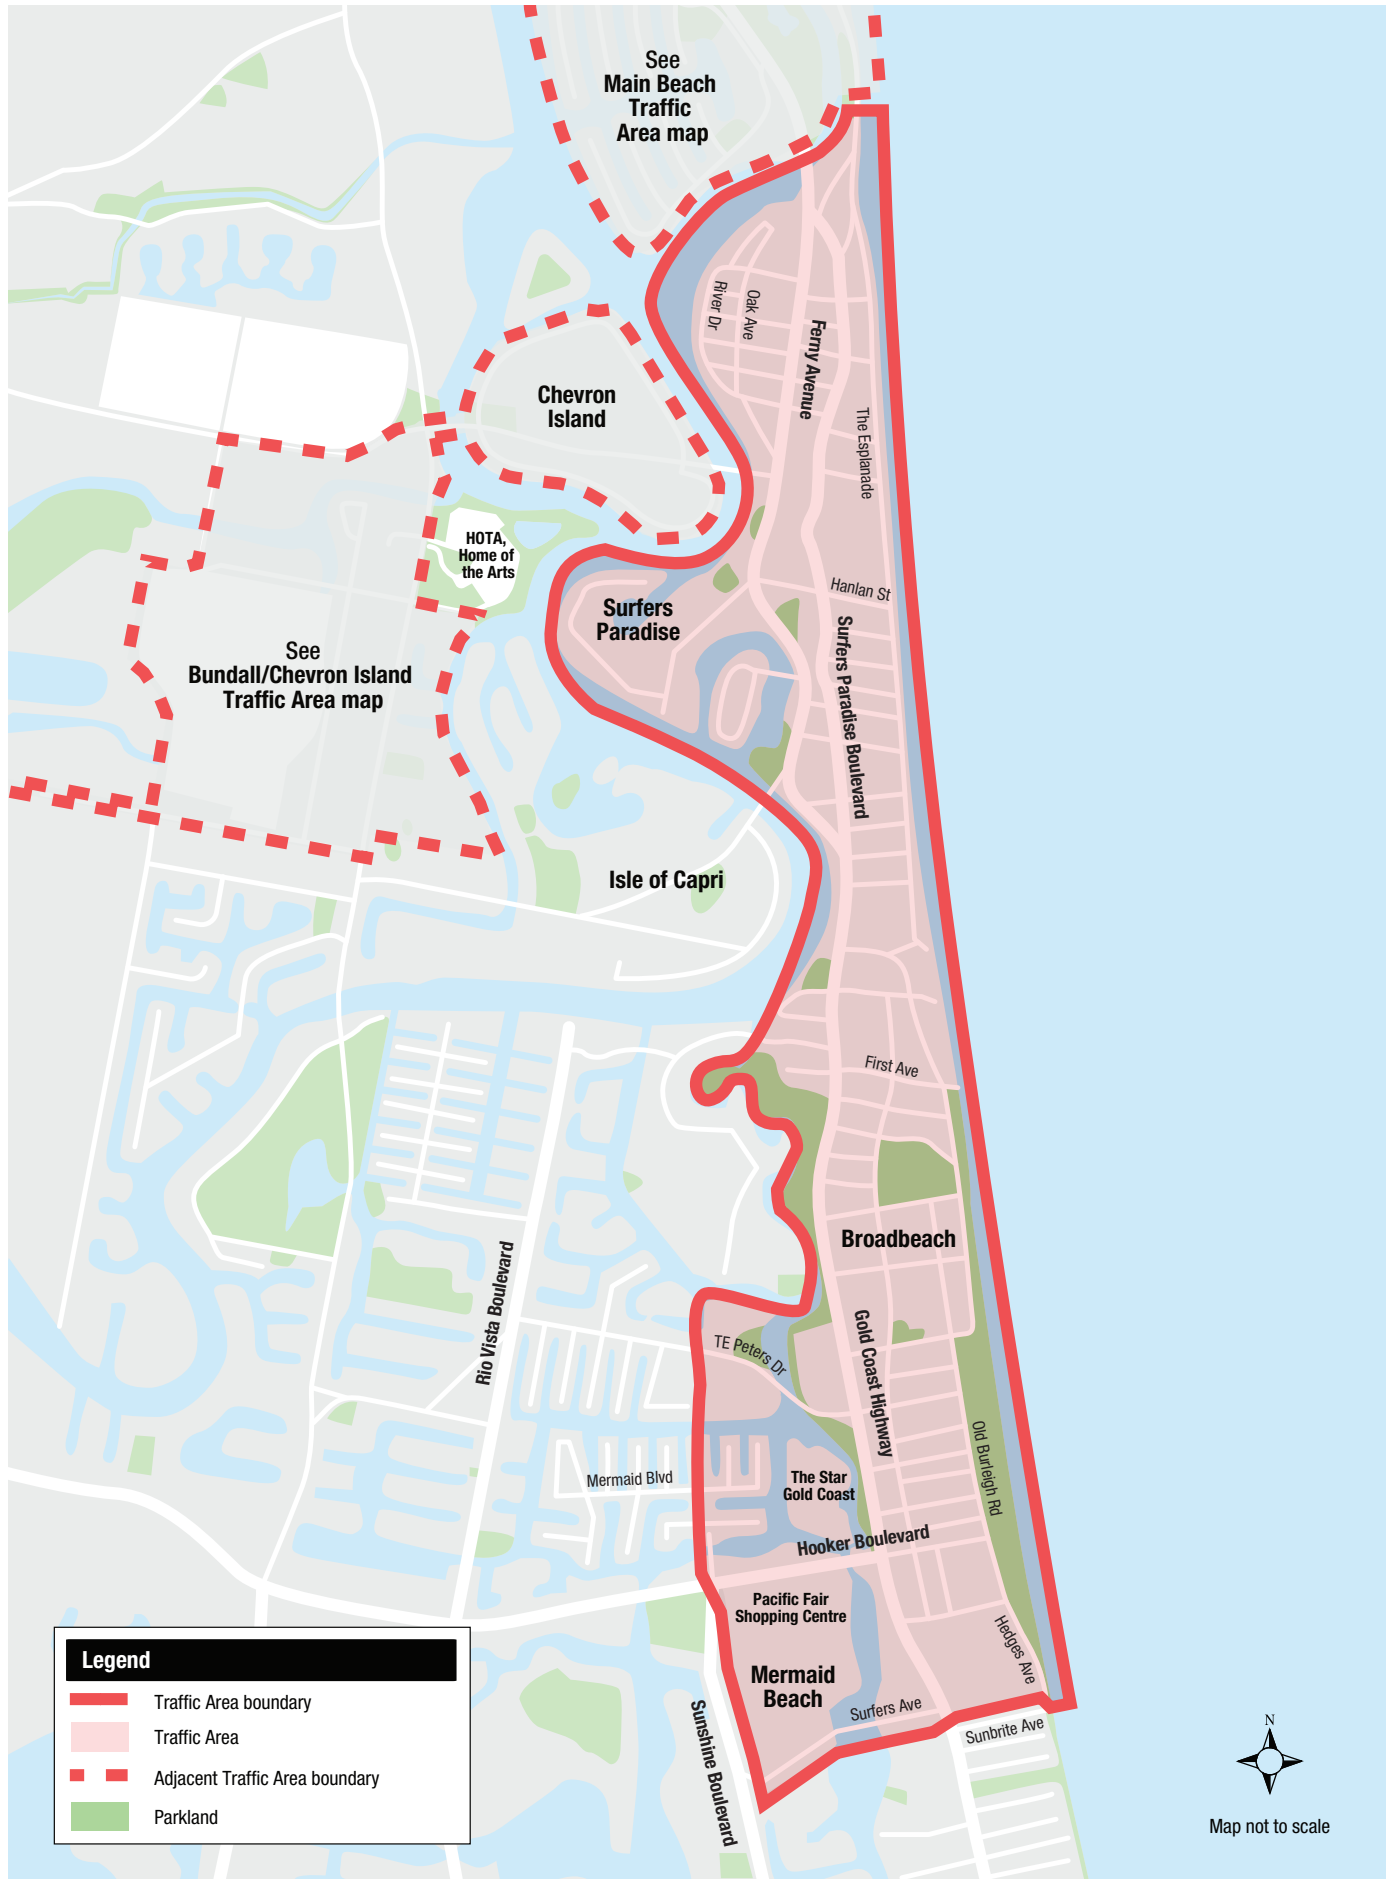 See
Main Beach
Traffic
Area map
River Dr
Oak Ave
Ferny Avenue
The Esplanade
Chevron
Island
HOTA,
Home of
the Arts
Hanlan St
Surfers
Paradise
Surfers Paradise Boulevard
See
Bundall/Chevron Island
Traffic Area map
Isle of Capri
First Ave
Broadbeach
Rio Vista Boulevard
TE Peters Dr
Gold Coast Highway
Old Burleigh Rd
Mermaid Blvd
The Star
Gold Coast
Hooker Boulevard
Pacific Fair
Shopping Centre
Hedges Ave
Mermaid
Beach
Surfers Ave
Sunbrite Ave
Sunshine Boulevard
Legend
Traffic Area boundary
Traffic Area
Adjacent Traffic Area boundary
Parkland
N
Map not to scale